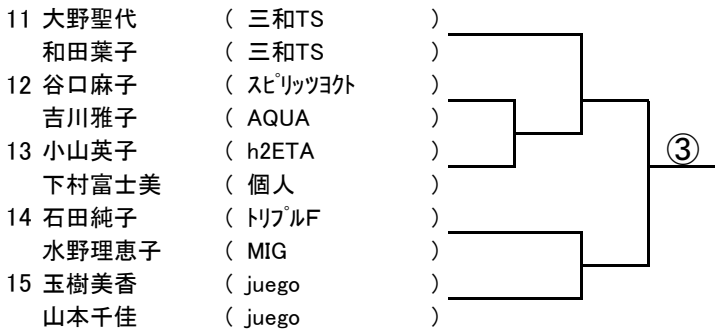 11 大野聖代 ( 三和TS )
和田葉子 ( 三和TS )
12 谷口麻子 ( スピリッツヨクト )
吉川雅子 ( AQUA )
13 小山英子 ( h2ETA )
下村富士美 ( 個人 )
14 石田純子 ( トリプルF )
水野理恵子 ( MIG )
15 玉樹美香 ( juego )
山本千佳 ( juego )
③